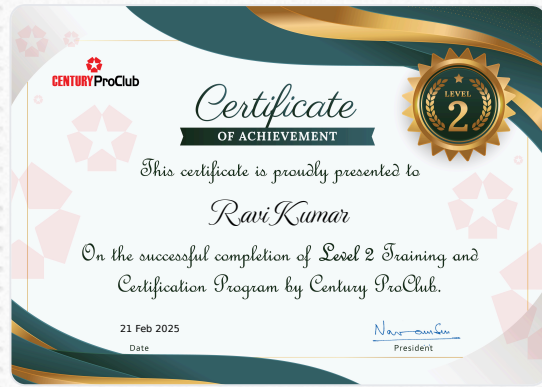 CENTURY ProClub
Certificate
OF ACHIEVEMENT
LEVEL
2
This certificate is proudly presented to
Ravi Kumar
On the successful completion of Level 2 Training and
Certification Program by Century ProClub.
21 Feb 2025
Date
President